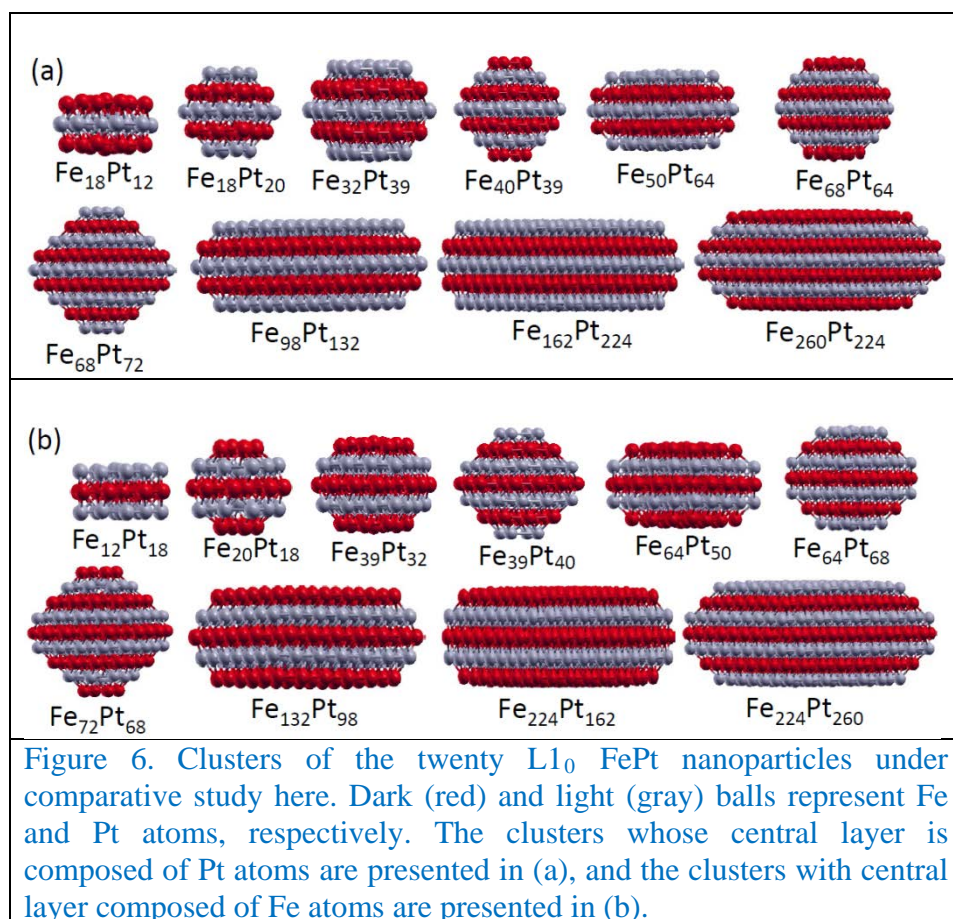 (a)
Fe₁₈Pt₁₂ Fe₁₈Pt₂₀ Fe₃₂Pt₃₉ Fe₄₀Pt₃₉ Fe₅₀Pt₆₄ Fe₆₈Pt₆₄
Fe₆₈Pt₇₂ Fe₉₈Pt₁₃₂ Fe₁₆₂Pt₂₂₄ Fe₂₆₀Pt₂₂₄
(b)
Fe₁₂Pt₁₈ Fe₂₀Pt₁₈ Fe₃₉Pt₃₂ Fe₃₉Pt₄₀ Fe₆₄Pt₅₀ Fe₆₄Pt₆₈
Fe₇₂Pt₆₈ Fe₁₃₂Pt₉₈ Fe₂₂₄Pt₁₆₂ Fe₂₂₄Pt₂₆₀
Figure 6. Clusters of the twenty L1₀ FePt nanoparticles under
comparative study here. Dark (red) and light (gray) balls represent Fe
and Pt atoms, respectively. The clusters whose central layer is
composed of Pt atoms are presented in (a), and the clusters with central
layer composed of Fe atoms are presented in (b).